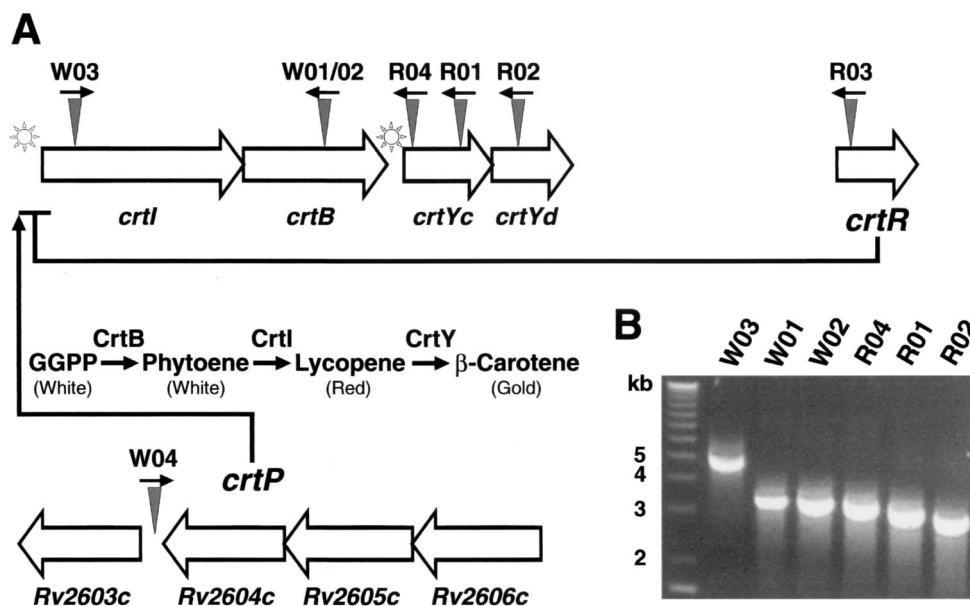 A
W03 W01/02 R04 R01 R02 R03
crtI crtB crtYc crtYd crtR
CrtB CrtI CrtY
GGPP Phytoene Lycopene β-Carotene
(White) (White) (Red) (Gold)
W04 crtP
Rv2603c Rv2604c Rv2605c Rv2606c
B
W03 W01 W02 R04 R01 R02
kb
5
4
3
2